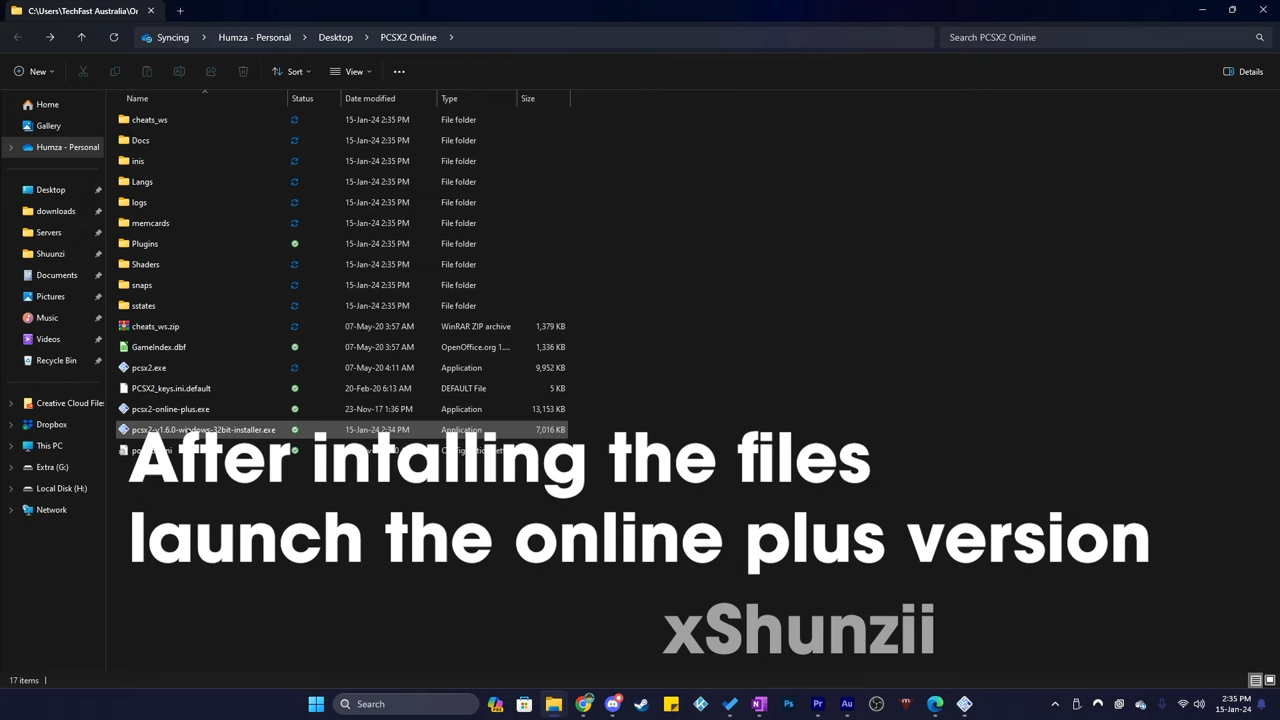 C:\Users\TechFast Australia\Or
Syncing > Humza - Personal > Desktop > PCSX2 Online >
Search PCSX2 Online
New
Sort
View
Details
Name Status Date modified Type Size
Home
Gallery
Humza - Personal
Desktop
downloads
Servers
Shuunzi
Documents
Pictures
Music
Videos
Recycle Bin
Creative Cloud Files
Dropbox
This PC
Extra (G:)
Local Disk (H:)
Network
cheats_ws 15-Jan-24 2:35 PM File folder
Docs 15-Jan-24 2:35 PM File folder
inis 15-Jan-24 2:35 PM File folder
Langs 15-Jan-24 2:35 PM File folder
logs 15-Jan-24 2:35 PM File folder
memcards 15-Jan-24 2:35 PM File folder
Plugins 15-Jan-24 2:35 PM File folder
Shaders 15-Jan-24 2:35 PM File folder
snaps 15-Jan-24 2:35 PM File folder
sstates 15-Jan-24 2:35 PM File folder
cheats_ws.zip 07-May-20 3:57 AM WinRAR ZIP archive 1,379 KB
GameIndex.dbf 07-May-20 3:57 AM OpenOffice.org 1.... 1,336 KB
pcsx2.exe 07-May-20 4:11 AM Application 9,952 KB
PCSX2_keys.ini.default 20-Feb-20 6:13 AM DEFAULT File 5 KB
pcsx2-online-plus.exe 23-Nov-17 1:36 PM Application 13,153 KB
pcsx2-v1.6.0-windows-32bit-installer.exe 15-Jan-24 2:34 PM Application 7,016 KB
After intalling the files
launch the online plus version
xShunzii
17 items
Search
2:35 PM
15-Jan-24